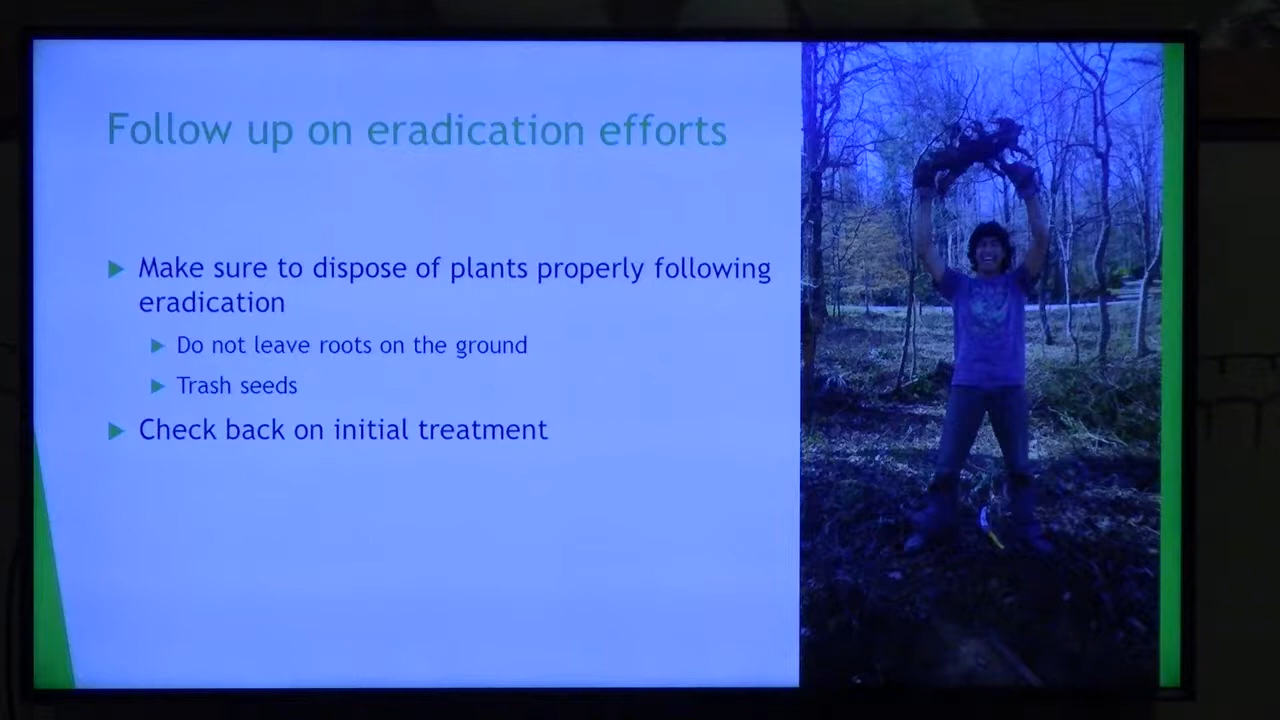 Follow up on eradication efforts
Make sure to dispose of plants properly following
eradication
Do not leave roots on the ground
Trash seeds
Check back on initial treatment